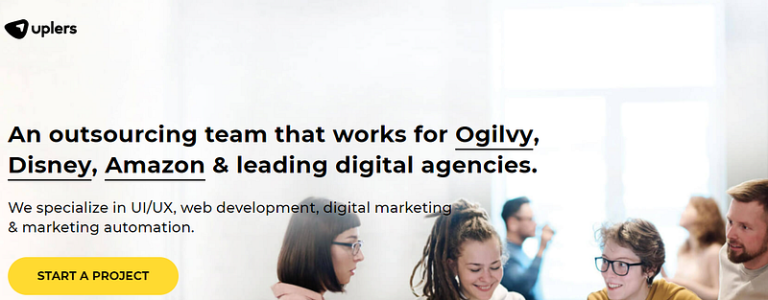 uplers
An outsourcing team that works for Ogilvy,
Disney, Amazon & leading digital agencies.
We specialize in UI/UX, web development, digital marketing
& marketing automation.
START A PROJECT